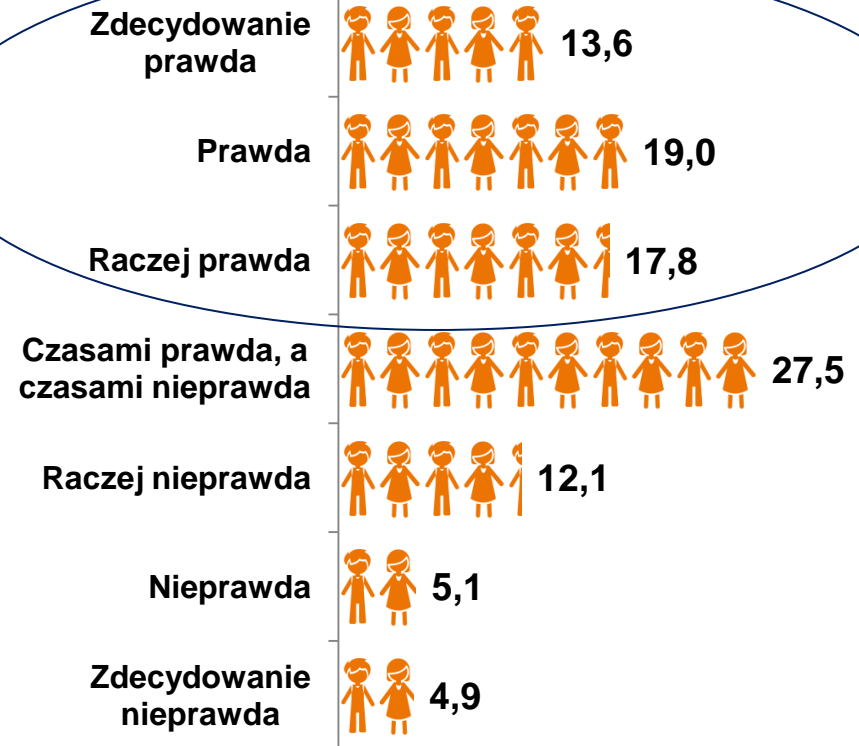 Zdecydowanie
prawda
13,6
Prawda
19,0
Raczej prawda
17,8
Czasami prawda, a
czasami nieprawda
27,5
Raczej nieprawda
12,1
Nieprawda
5,1
Zdecydowanie
nieprawda
4,9